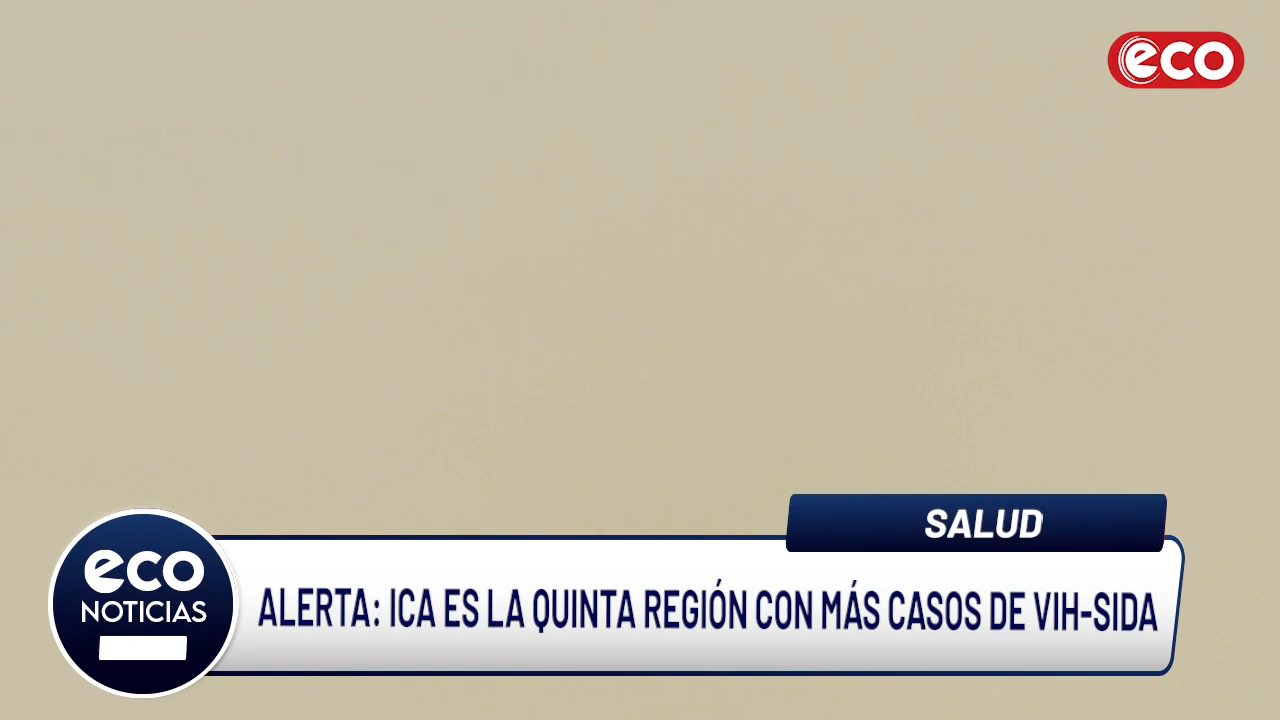 eco
SALUD
eco
NOTICIAS
ALERTA: ICA ES LA QUINTA REGIÓN CON MÁS CASOS DE VIH-SIDA